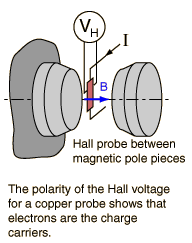 V_H
I
B
Hall probe between
magnetic pole pieces
The polarity of the Hall voltage
for a copper probe shows that
electrons are the charge
carriers.